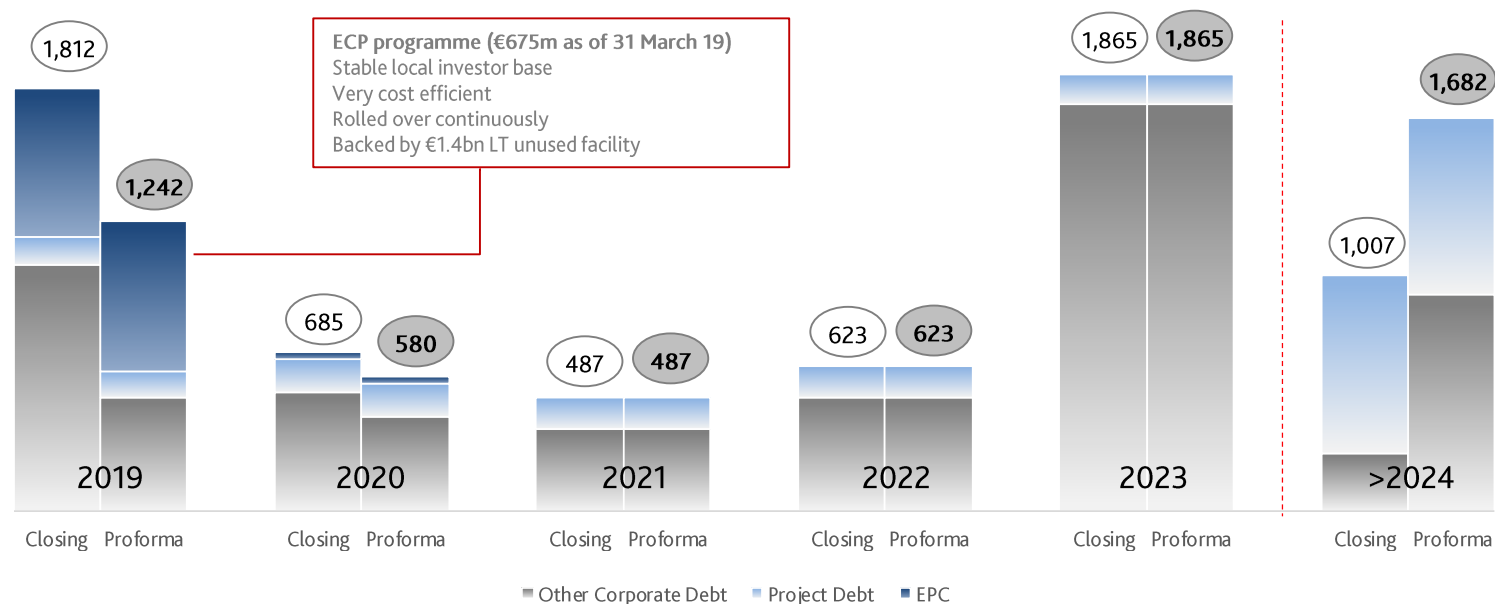 1,812
1,242
ECP programme (€675m as of 31 March 19)
Stable local investor base
Very cost efficient
Rolled over continuously
Backed by €1.4bn LT unused facility
685
580
487
487
623
623
1,865
1,865
1,007
1,682
2019
2020
2021
2022
2023
>2024
Closing Proforma
Closing Proforma
Closing Proforma
Closing Proforma
Closing Proforma
Closing Proforma
Other Corporate Debt
Project Debt
EPC